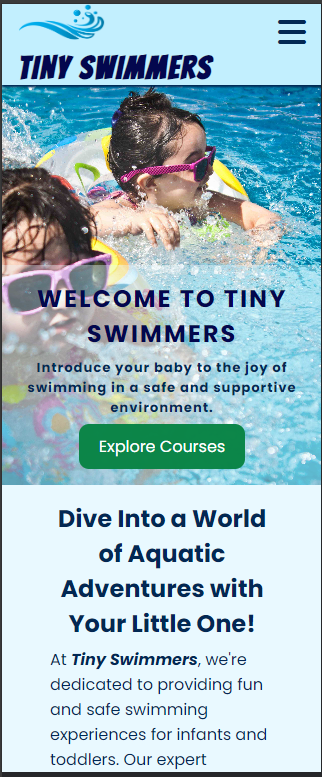 TINY SWIMMERS
WELCOME TO TINY
SWIMMERS
Introduce your baby to the joy of
swimming in a safe and supportive
environment.
Explore Courses
Dive Into a World
of Aquatic
Adventures with
Your Little One!
At Tiny Swimmers, we're
dedicated to providing fun
and safe swimming
experiences for infants and
toddlers. Our expert